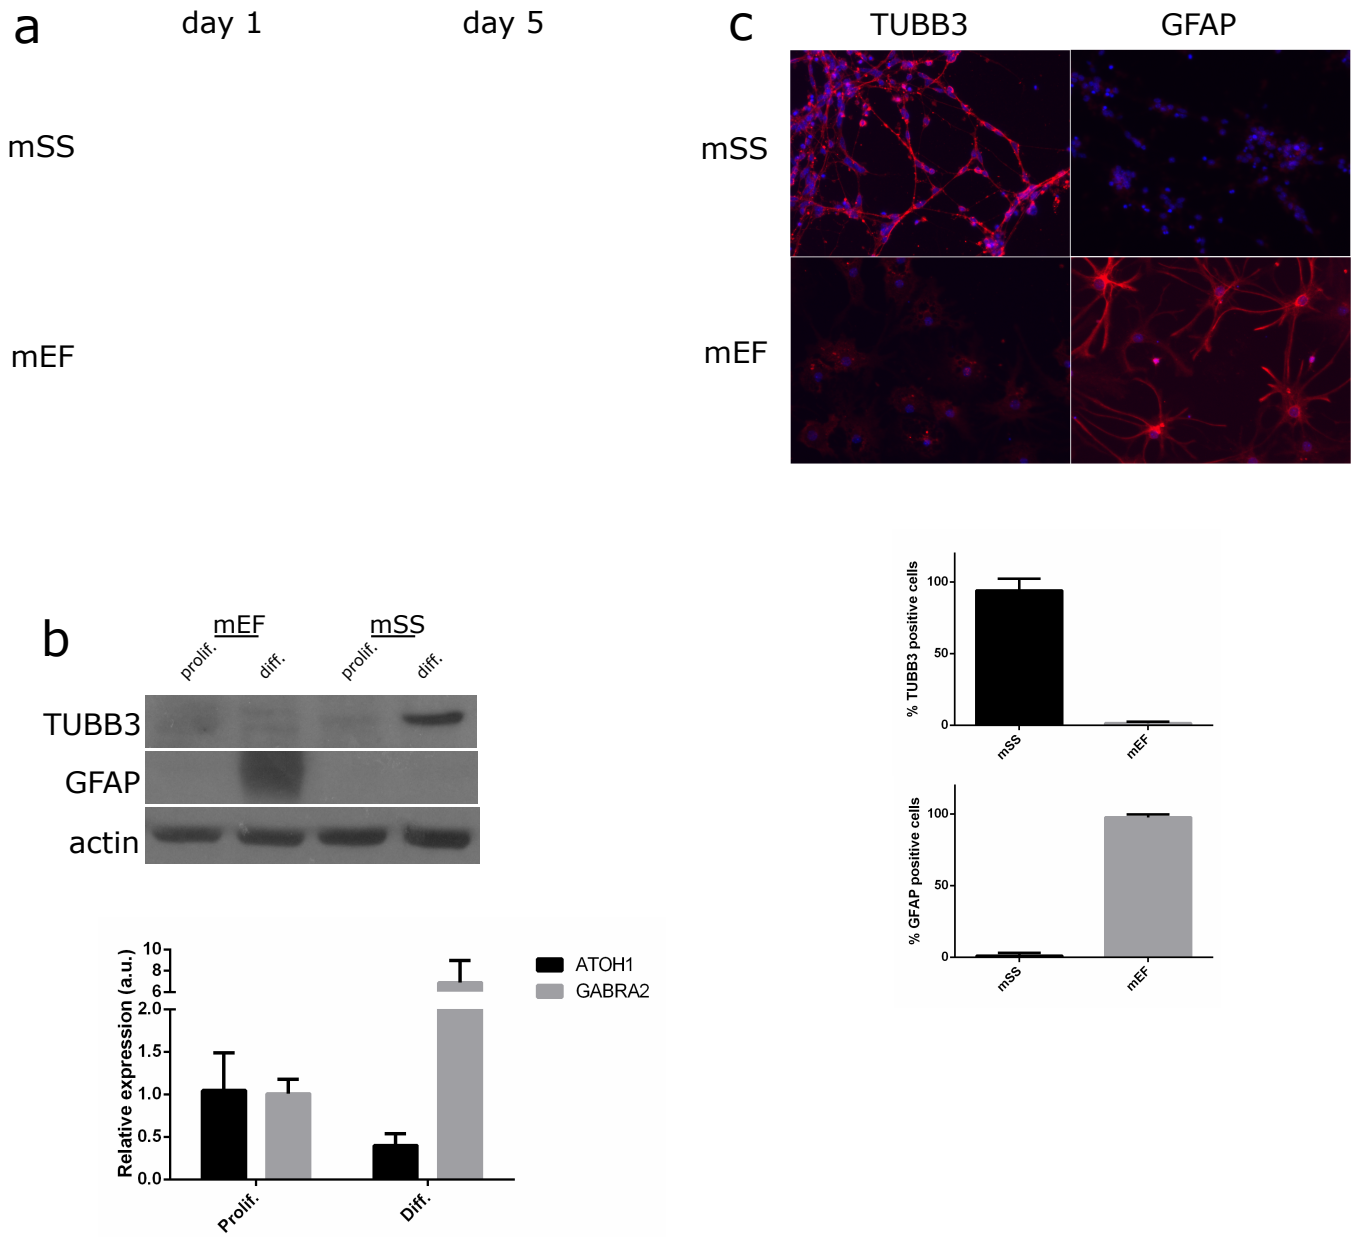 a
day 1
day 5
mSS
mEF
c
TUBB3
GFAP
mSS
mEF
b
mEF
mSS
prolif.
diff.
prolif.
diff.
TUBB3
GFAP
actin
Relative expression (a.u.)
10
8
6
2.0
1.5
1.0
0.5
0.0
Prolif.
Diff.
ATOH1
GABRA2
% TUBB3 positive cells
100
50
0
mSS
mEF
% GFAP positive cells
100
50
0
mSS
mEF